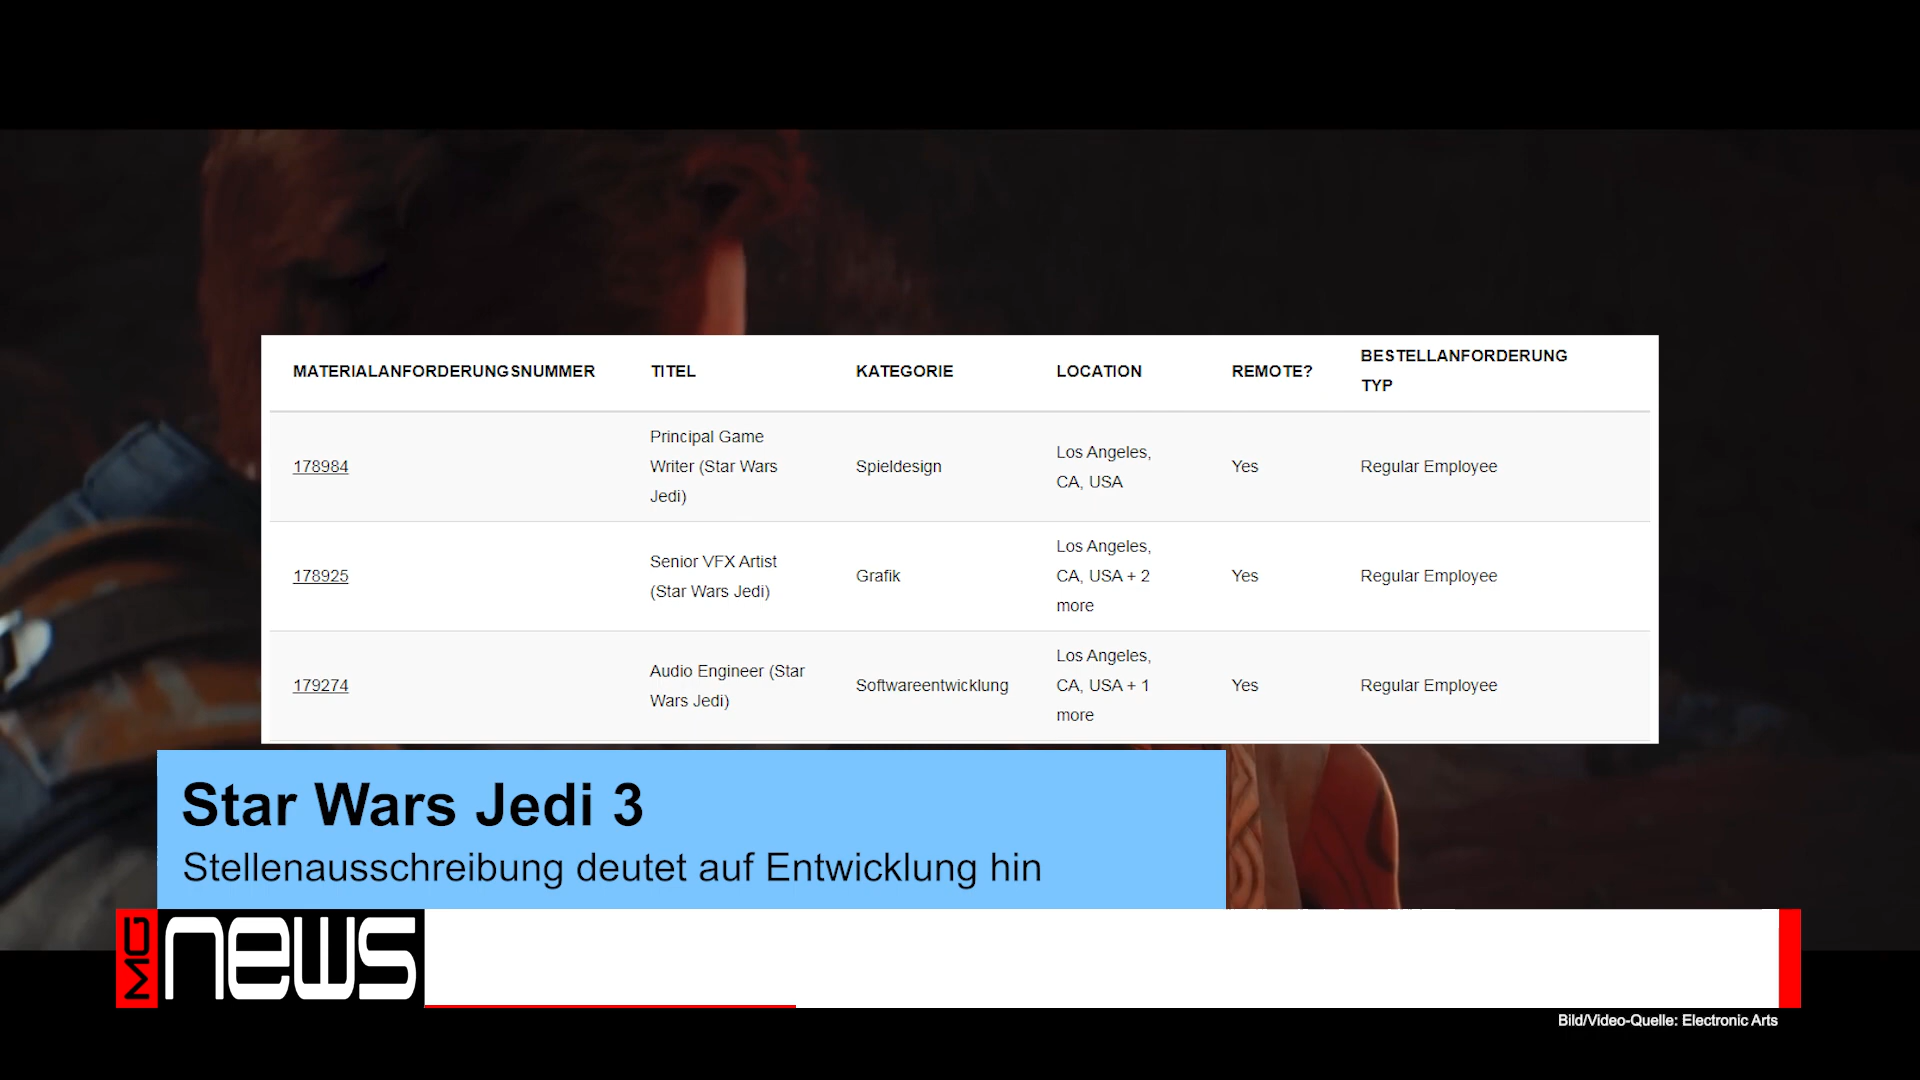 MATERIALANFORDERUNGSNUMMER TITEL KATEGORIE LOCATION REMOTE? BESTELLANFORDERUNG
TYP
178984 Principal Game Spieldesign Los Angeles, Yes Regular Employee
Writer (Star Wars CA, USA
Jedi)
178925 Senior VFX Artist Grafik Los Angeles, Yes Regular Employee
(Star Wars Jedi) CA, USA + 2
more
179274 Audio Engineer (Star Softwareentwicklung Los Angeles, Yes Regular Employee
Wars Jedi) CA, USA + 1
more
Star Wars Jedi 3
Stellenausschreibung deutet auf Entwicklung hin
MG news
Bild/Video-Quelle: Electronic Arts